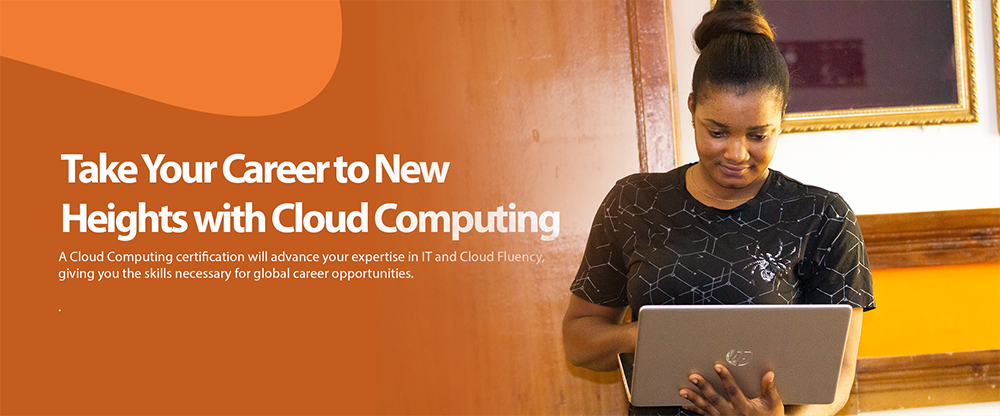 Take Your Career to New
Heights with Cloud Computing
A Cloud Computing certification will advance your expertise in IT and Cloud Fluency,
giving you the skills necessary for global career opportunities.
.
hp